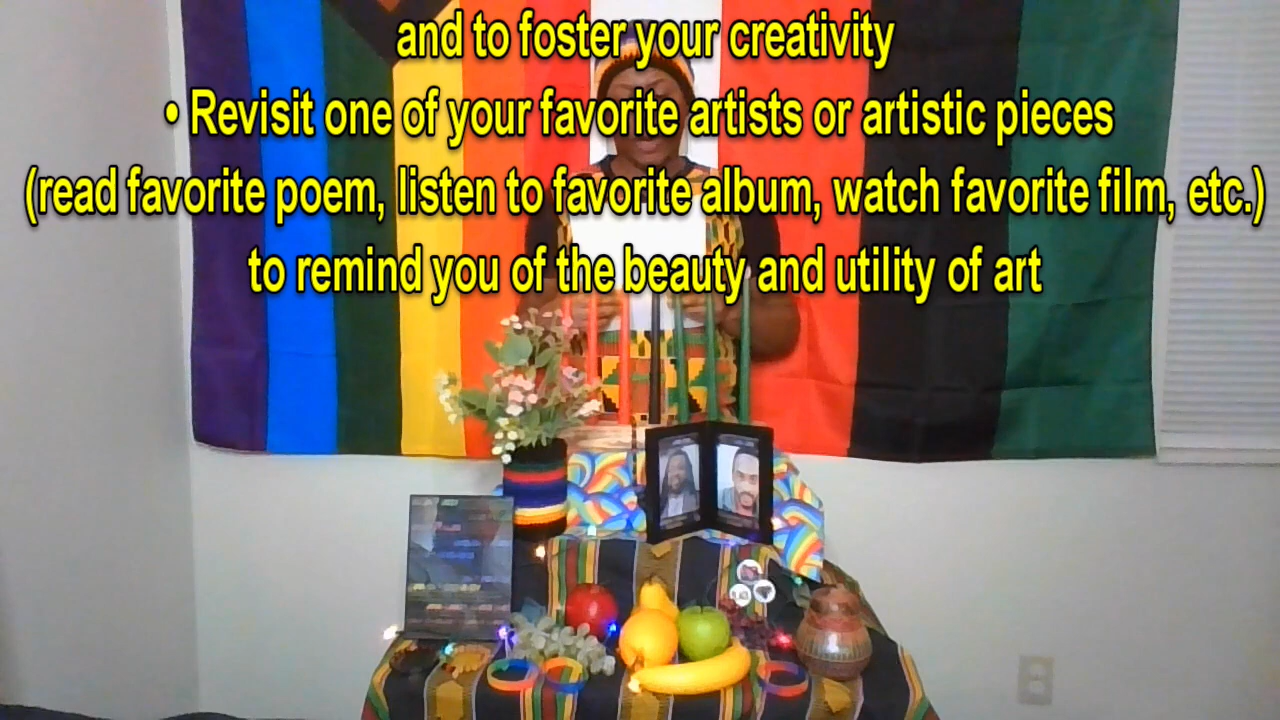 and to foster your creativity
• Revisit one of your favorite artists or artistic pieces
(read favorite poem, listen to favorite album, watch favorite film, etc.)
to remind you of the beauty and utility of art